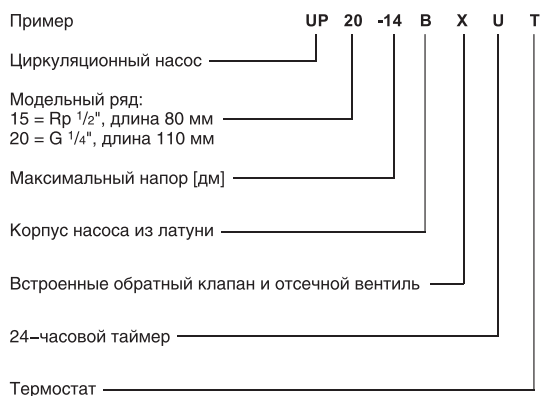 Пример UP 20 -14 B X U T
Циркуляционный насос
Модельный ряд:
15 = Rp 1/2", длина 80 мм
20 = G 1/4", длина 110 мм
Максимальный напор [дм]
Корпус насоса из латуни
Встроенные обратный клапан и отсечной вентиль
24–часовой таймер
Термостат